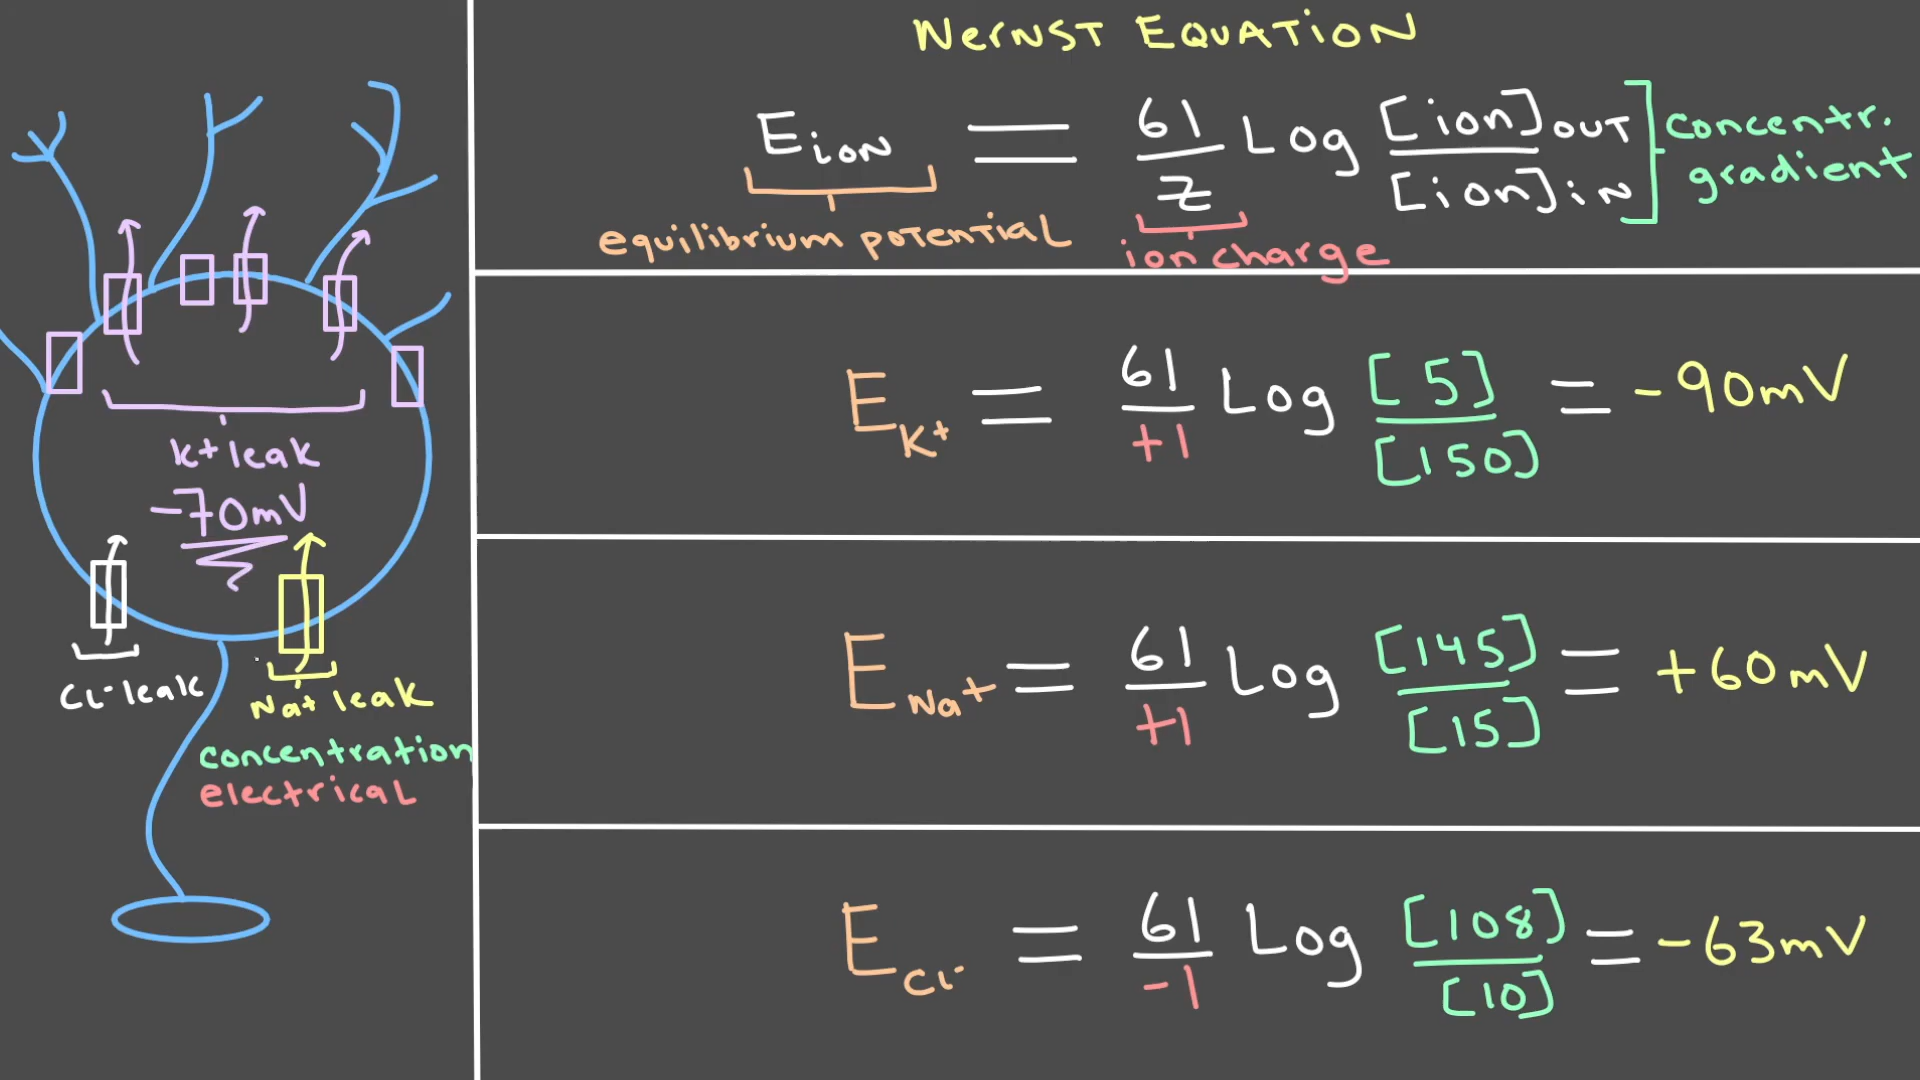 NERNST EQUATION
Eion = 61/z Log [ion]OUT/[ion]IN ] concentr. gradient
equilibrium potential
ion charge
EK+ = 61/+1 Log [5]/[150] = -90mV
ENa+ = 61/+1 Log [145]/[15] = +60mV
ECl- = 61/-1 Log [108]/[10] = -63mV
K+ leak
-70mV
Cl- leak
Na+ leak
concentration
electrical